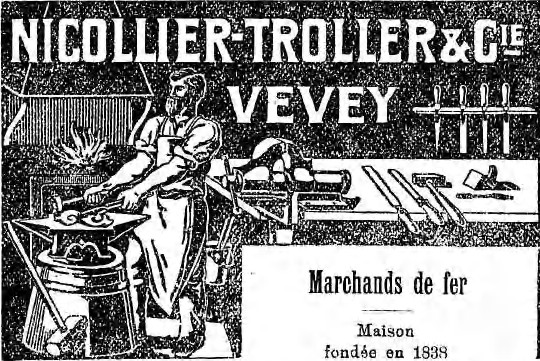 NICOLLIER-TROLLER & CIE
VEVEY
Marchands de fer
Maison
fondée en 1838